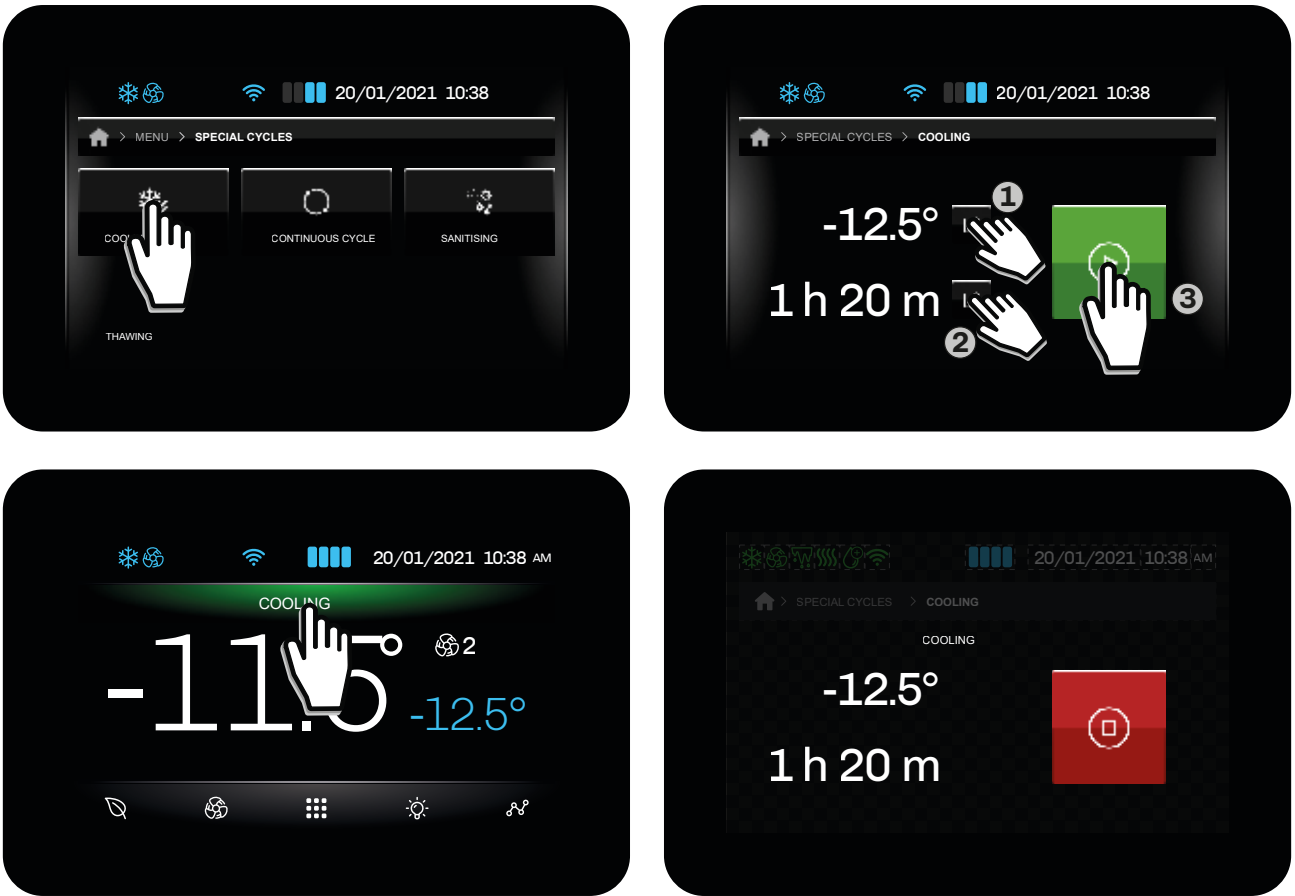 20/01/2021 10:38
MENU > SPECIAL CYCLES
CONTINUOUS CYCLE
SANITISING
THAWING
20/01/2021 10:38
SPECIAL CYCLES > COOLING
-12.5°
1
1 h 20 m
2
3
20/01/2021 10:38 AM
COOLING
-11.5°
2
-12.5°
20/01/2021 10:38 AM
SPECIAL CYCLES > COOLING
COOLING
-12.5°
1 h 20 m